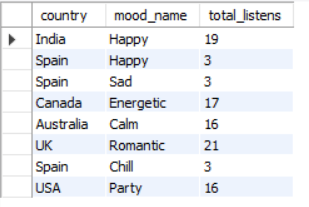 country mood_name total_listens
India Happy 19
Spain Happy 3
Spain Sad 3
Canada Energetic 17
Australia Calm 16
UK Romantic 21
Spain Chill 3
USA Party 16